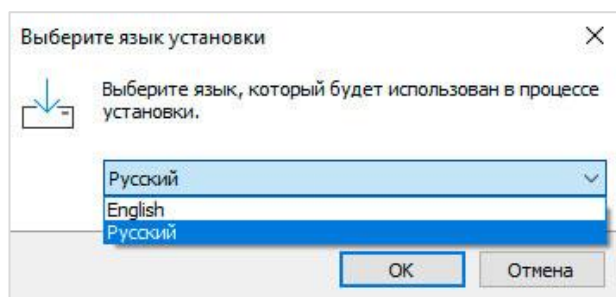 Выберите язык установки
Выберите язык, который будет использован в процессе
установки.
Русский
English
Русский
OK
Отмена